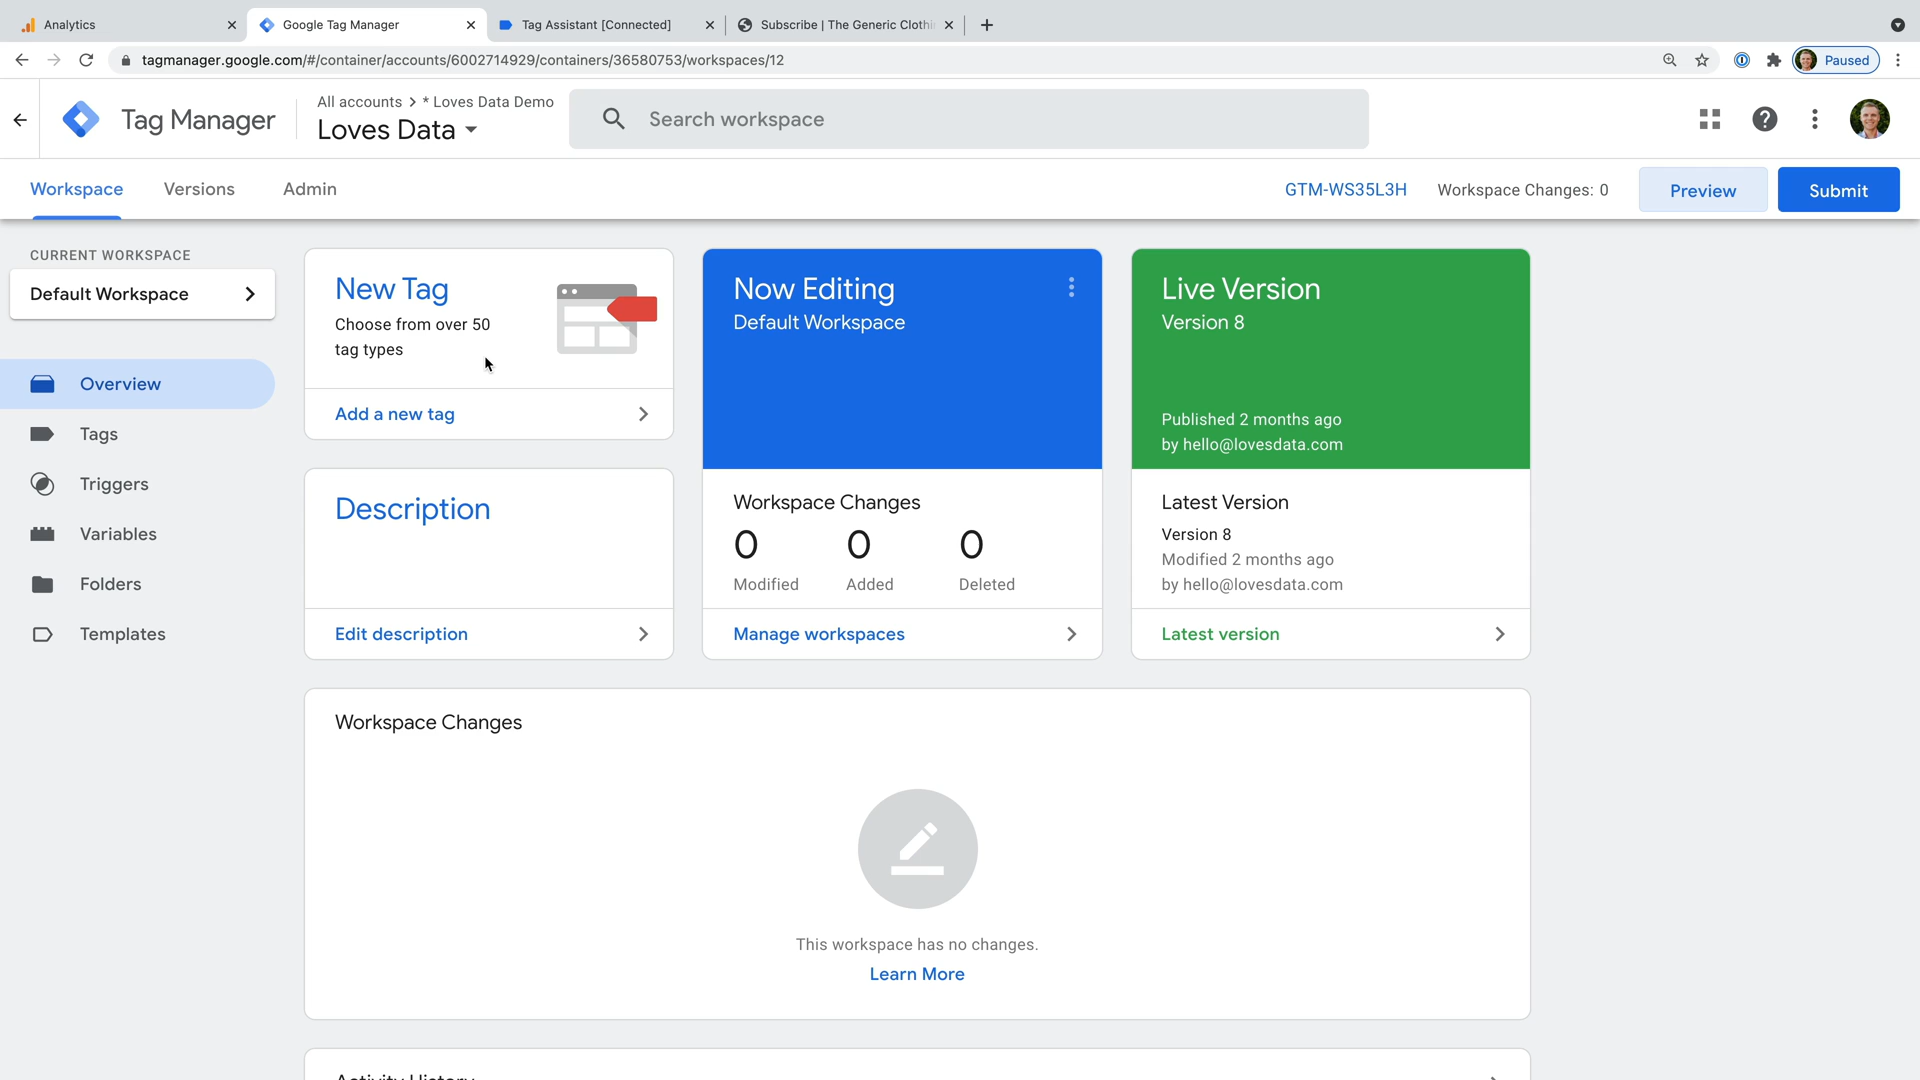 Analytics
Google Tag Manager
Tag Assistant [Connected]
Subscribe | The Generic Clothi
tagmanager.google.com/#/container/accounts/6002714929/containers/36580753/workspaces/12
Paused
Tag Manager
All accounts > * Loves Data Demo
Loves Data
Search workspace
Workspace
Versions
Admin
GTM-WS35L3H
Workspace Changes: 0
Preview
Submit
CURRENT WORKSPACE
Default Workspace
Overview
Tags
Triggers
Variables
Folders
Templates
New Tag
Choose from over 50
tag types
Add a new tag
Description
Edit description
Now Editing
Default Workspace
Workspace Changes
0 0 0
Modified Added Deleted
Manage workspaces
Live Version
Version 8
Published 2 months ago
by hello@lovesdata.com
Latest Version
Version 8
Modified 2 months ago
by hello@lovesdata.com
Latest version
Workspace Changes
This workspace has no changes.
Learn More
Activity History